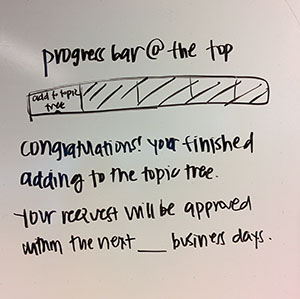 progress bar @ the top
add to topic
tree
congratulations! your finished
adding to the topic tree.
Your request will be approved
within the next ___ business days.